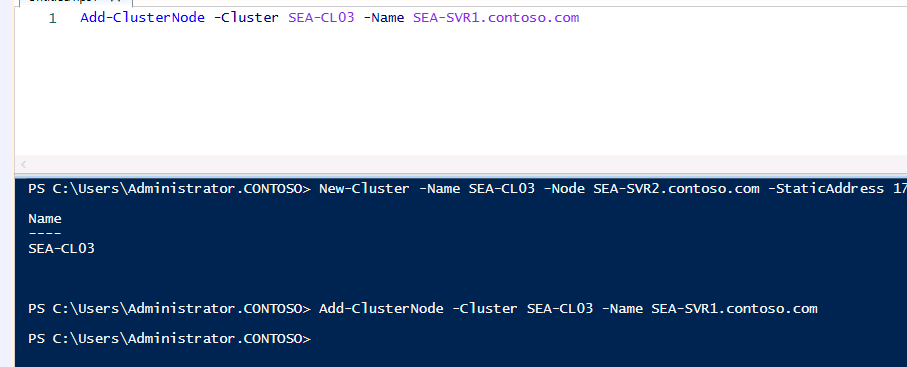 1 Add-ClusterNode -Cluster SEA-CL03 -Name SEA-SVR1.contoso.com
PS C:\Users\Administrator.CONTOSO> New-Cluster -Name SEA-CL03 -Node SEA-SVR2.contoso.com -StaticAddress 17
Name
----
SEA-CL03
PS C:\Users\Administrator.CONTOSO> Add-ClusterNode -Cluster SEA-CL03 -Name SEA-SVR1.contoso.com
PS C:\Users\Administrator.CONTOSO>